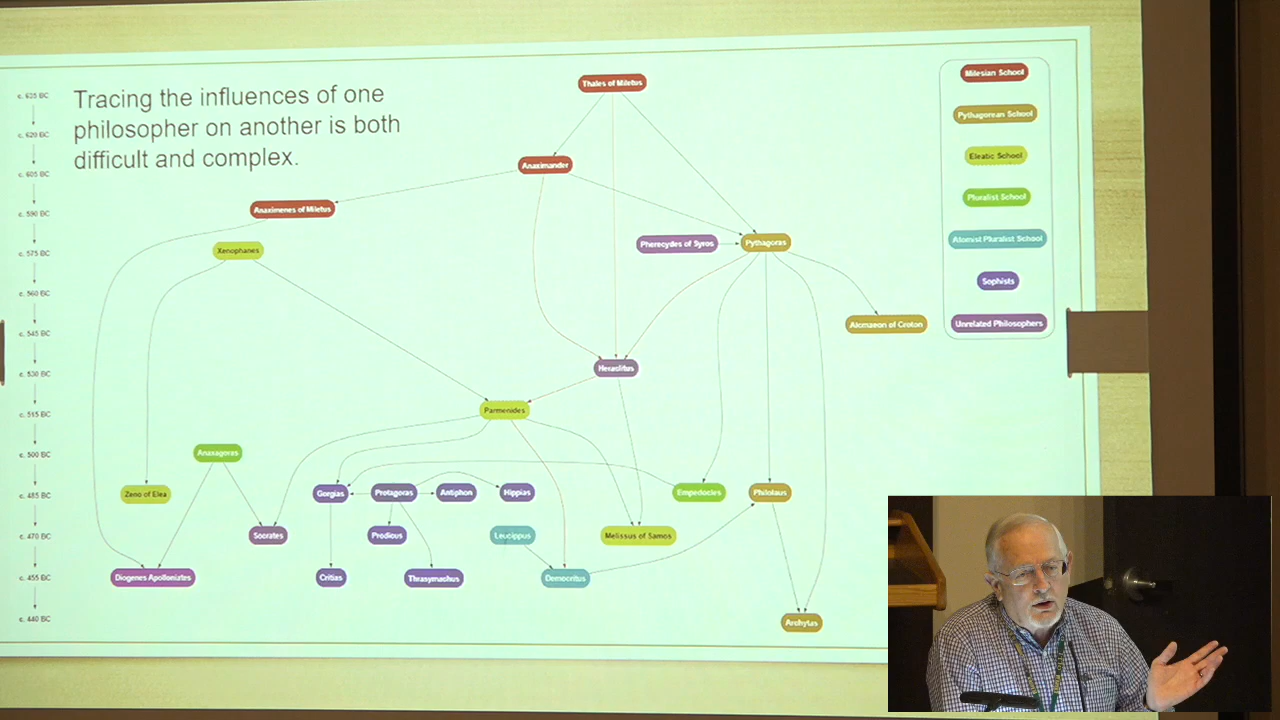 Tracing the influences of one
philosopher on another is both
difficult and complex.
c. 635 BC
c. 620 BC
c. 605 BC
c. 590 BC
c. 575 BC
c. 560 BC
c. 545 BC
c. 530 BC
c. 515 BC
c. 500 BC
c. 485 BC
c. 470 BC
c. 455 BC
c. 440 BC
Thales of Miletus
Anaximander
Anaximenes of Miletus
Xenophanes
Pherecydes of Syros
Pythagoras
Alcmaeon of Croton
Heraclitus
Parmenides
Anaxagoras
Zeno of Elea
Gorgias
Protagoras
Antiphon
Hippias
Empedocles
Philolaus
Socrates
Prodicus
Leucippus
Melissus of Samos
Diogenes Apolloniates
Critias
Thrasymachus
Democritus
Archytas
Milesian School
Pythagorean School
Eleatic School
Pluralist School
Atomist Pluralist School
Sophists
Unrelated Philosophers